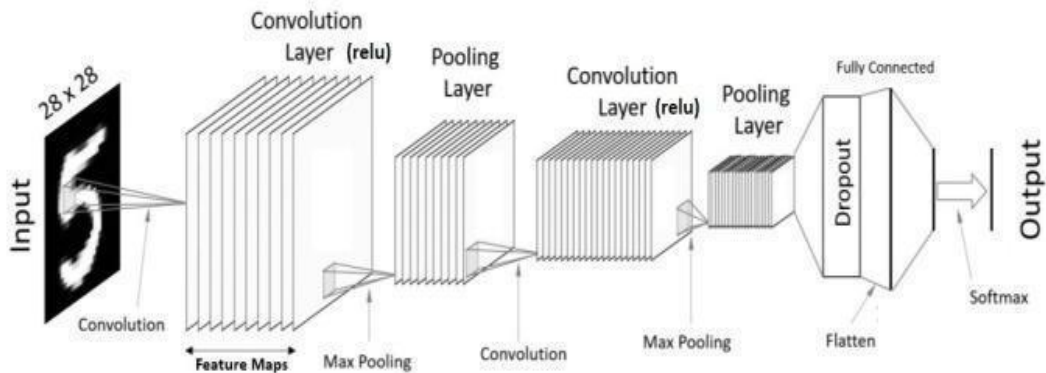 Input
28 x 28
Convolution
Convolution
Layer (relu)
Feature Maps
Max Pooling
Pooling
Layer
Convolution
Convolution
Layer (relu)
Max Pooling
Pooling
Layer
Dropout
Flatten
Fully Connected
Softmax
Output
5